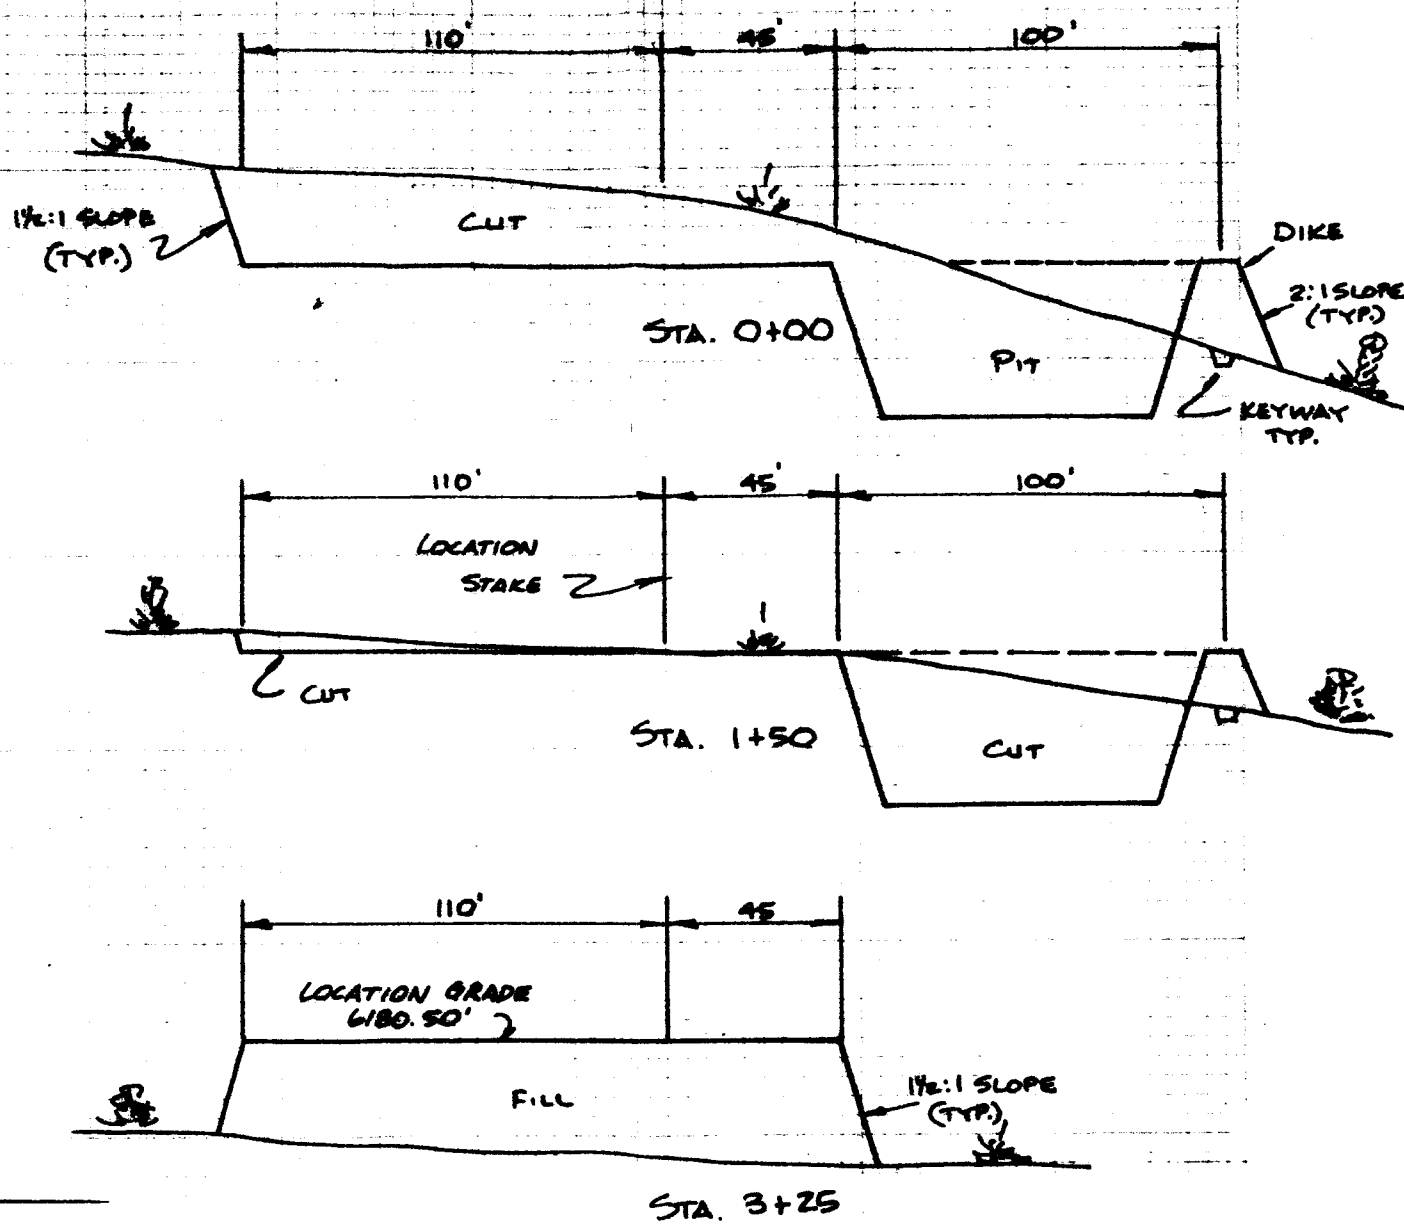 110' 45' 100'
1½:1 SLOPE
(TYP.)
CUT
DIKE
2:1 SLOPE
(TYP.)
STA. 0+00
PIT
KEYWAY
TYP.
110' 45' 100'
LOCATION
STAKE
CUT
STA. 1+50
CUT
110' 45
LOCATION GRADE
6180.50'
FILL
1½:1 SLOPE
(TYP.)
STA. 3+25